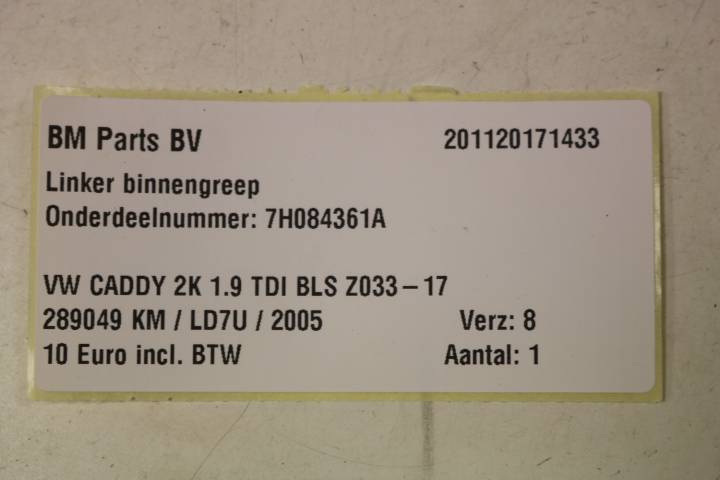 BM Parts BV 201120171433
Linker binnengreep
Onderdeelnummer: 7H084361A
VW CADDY 2K 1.9 TDI BLS Z033-17
289049 KM / LD7U / 2005 Verz: 8
10 Euro incl. BTW Aantal: 1